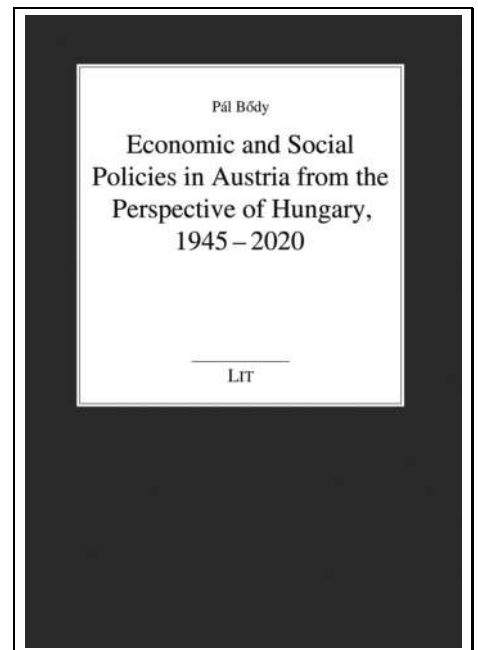 Pál Bődy
Economic and Social
Policies in Austria from the
Perspective of Hungary,
1945 – 2020
LIT